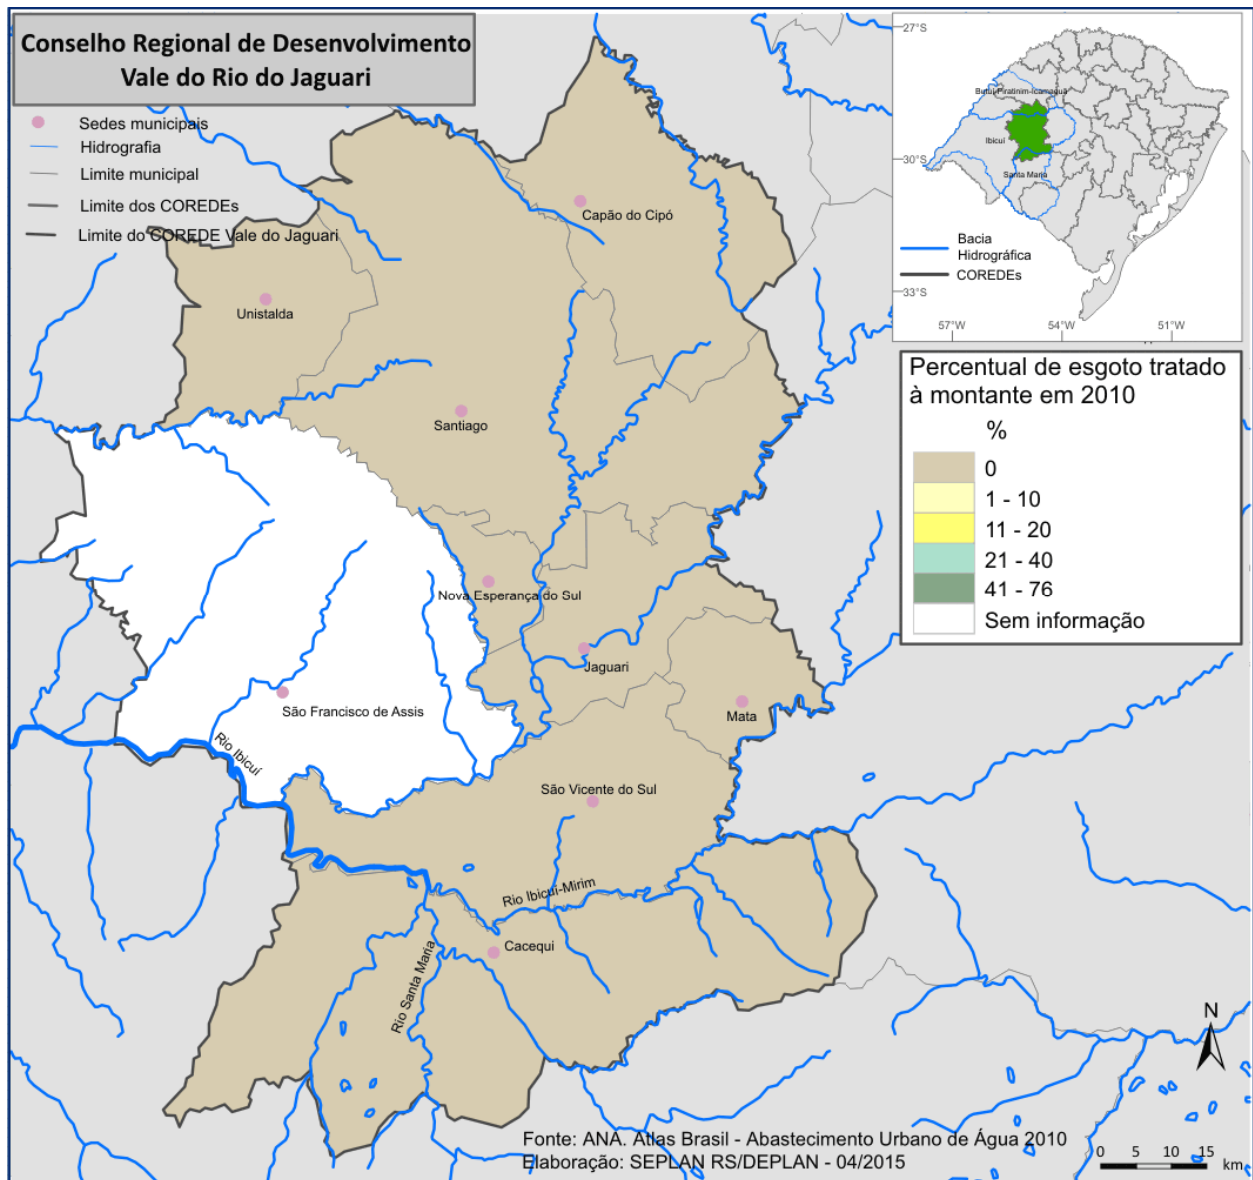 Conselho Regional de Desenvolvimento
Vale do Rio do Jaguari
Sedes municipais
Hidrografia
Limite municipal
Limite dos COREDEs
Limite do COREDE Vale do Jaguari
27°S
30°S
33°S
57°W
54°W
51°W
Butuí-Piratinim-Icamaquã
Ibicuí
Santa Maria
Bacia
Hidrográfica
COREDEs
Percentual de esgoto tratado
à montante em 2010
%
0
1 - 10
11 - 20
21 - 40
41 - 76
Sem informação
Capão do Cipó
Unistalda
Santiago
Nova Esperança do Sul
Jaguari
São Francisco de Assis
Mata
Rio Ibicuí
São Vicente do Sul
Rio Ibicuí-Mirim
Cacequi
Rio Santa Maria
N
Fonte: ANA. Atlas Brasil - Abastecimento Urbano de Água 2010
Elaboração: SEPLAN RS/DEPLAN - 04/2015
0 5 10 15
km